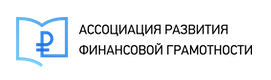 АССОЦИАЦИЯ РАЗВИТИЯ
ФИНАНСОВОЙ ГРАМОТНОСТИ